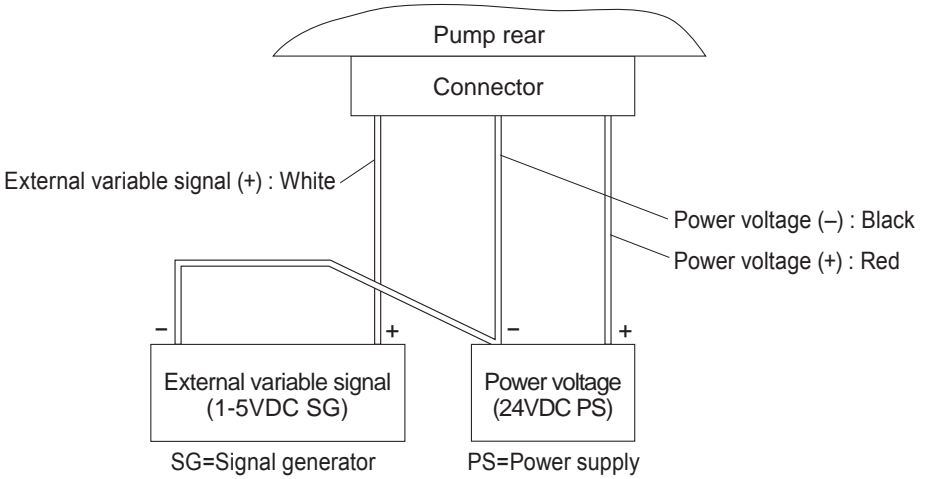 Pump rear
Connector
External variable signal (+) : White
Power voltage (–) : Black
Power voltage (+) : Red
– + – +
External variable signal
(1-5VDC SG)
Power voltage
(24VDC PS)
SG=Signal generator
PS=Power supply